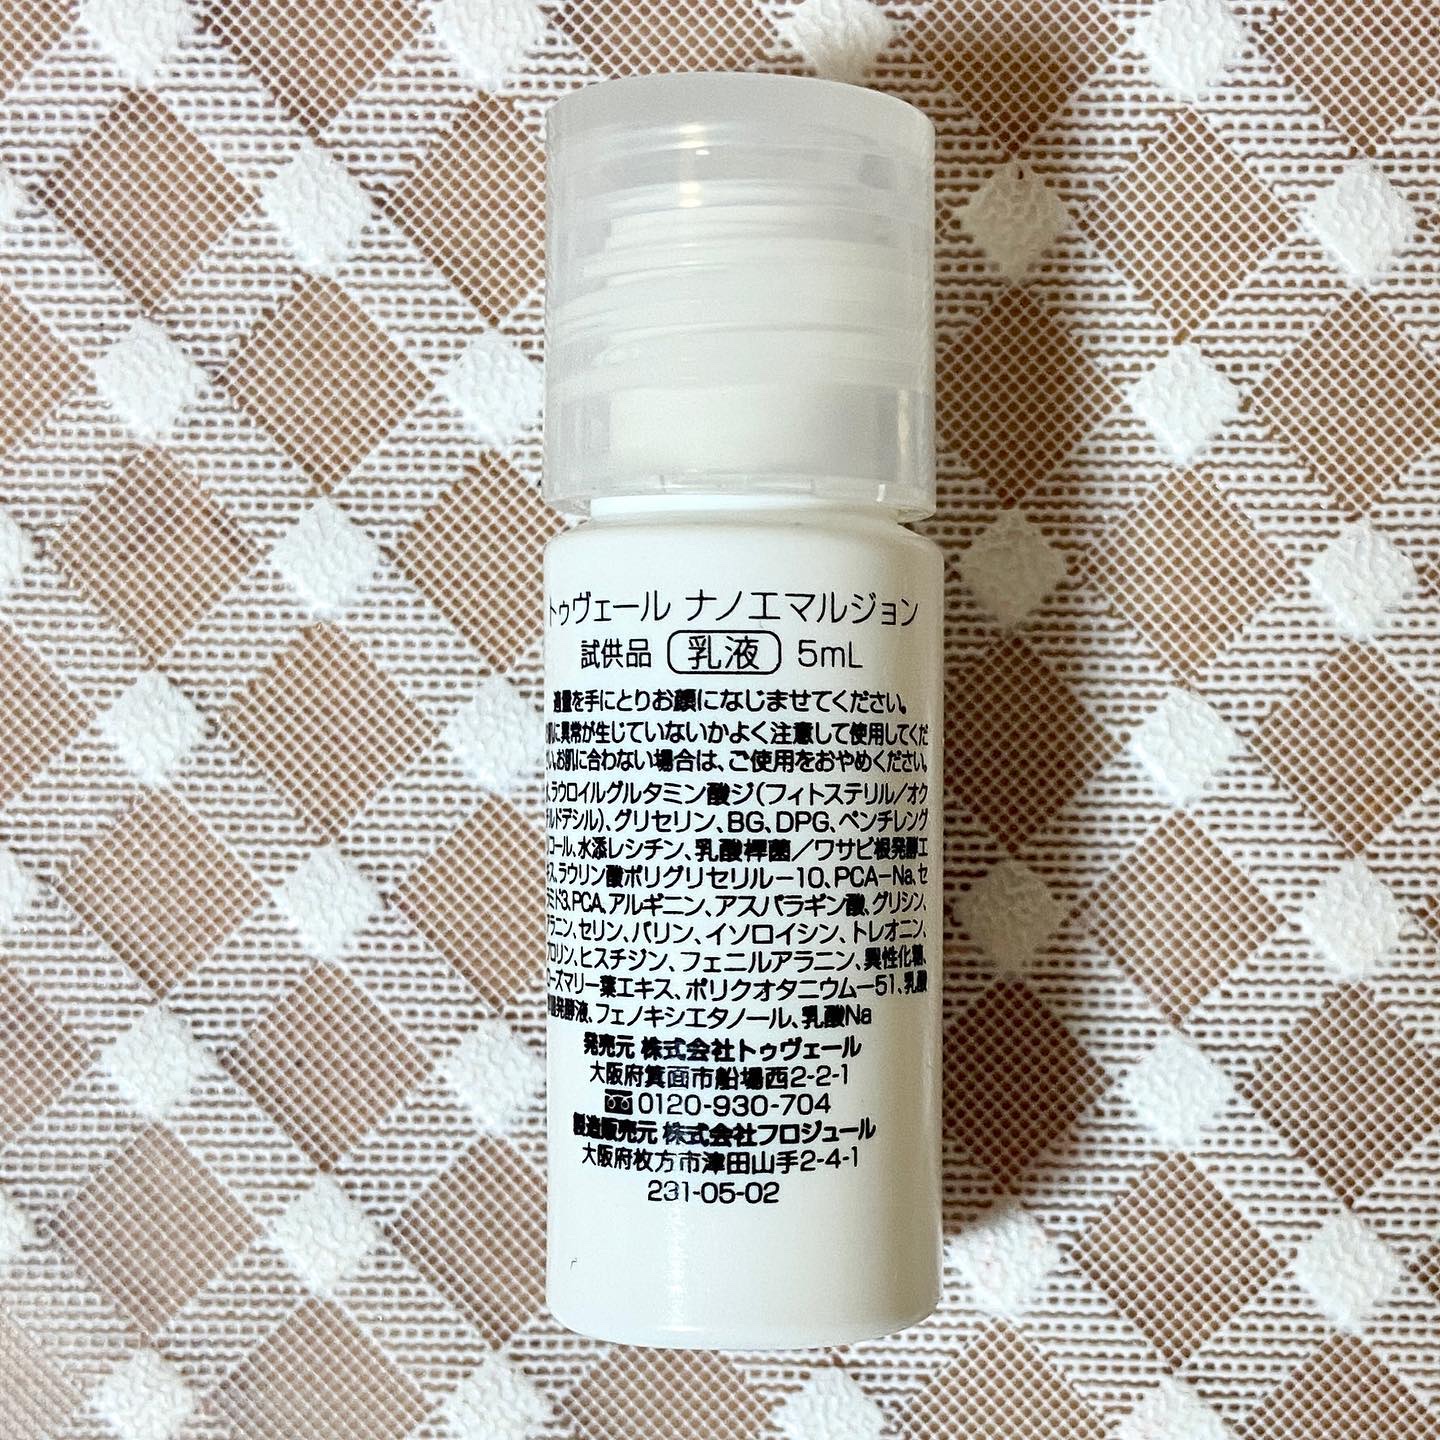 トゥヴェール ナノエマルジョン
試供品 乳液 5mL
適量を手にとりお顔になじませてください。
に異常が生じていないかよく注意して使用してくだ
い。お肌に合わない場合は、ご使用をおやめください。
ラウロイルグルタミン酸ジ(フィトステリル/オク
ルドデシル)、グリセリン、BG、DPG、ペンチレング
コール、水添レシチン、乳酸桿菌/ワサビ根発酵エ
ス、ラウリン酸ポリグリセリル-10、PCA-Na、セ
ミド3、PCA、アルギニン、アスパラギン酸、グリシン、
アラニン、セリン、バリン、イソロイシン、トレオニン、
プロリン、ヒスチジン、フェニルアラニン、異性化糖、
ローズマリー葉エキス、ポリクオタニウム-51、乳酸
発酵液、フェノキシエタノール、乳酸Na
発売元 株式会社トゥヴェール
大阪府箕面市船場西2-2-1
0120-930-704
製造販売元 株式会社フロジュール
大阪府枚方市津田山手2-4-1
231-05-02